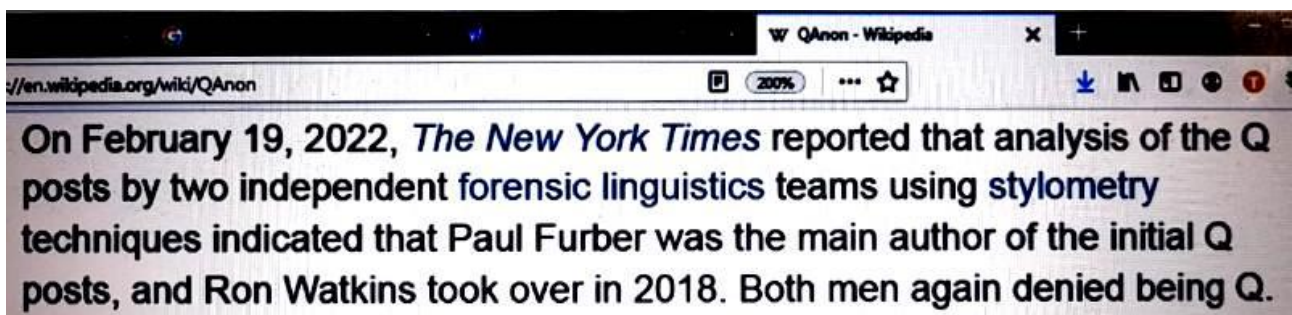 W QAnon - Wikipedia
://en.wikipedia.org/wiki/QAnon 200%
On February 19, 2022, The New York Times reported that analysis of the Q
posts by two independent forensic linguistics teams using stylometry
techniques indicated that Paul Furber was the main author of the initial Q
posts, and Ron Watkins took over in 2018. Both men again denied being Q.